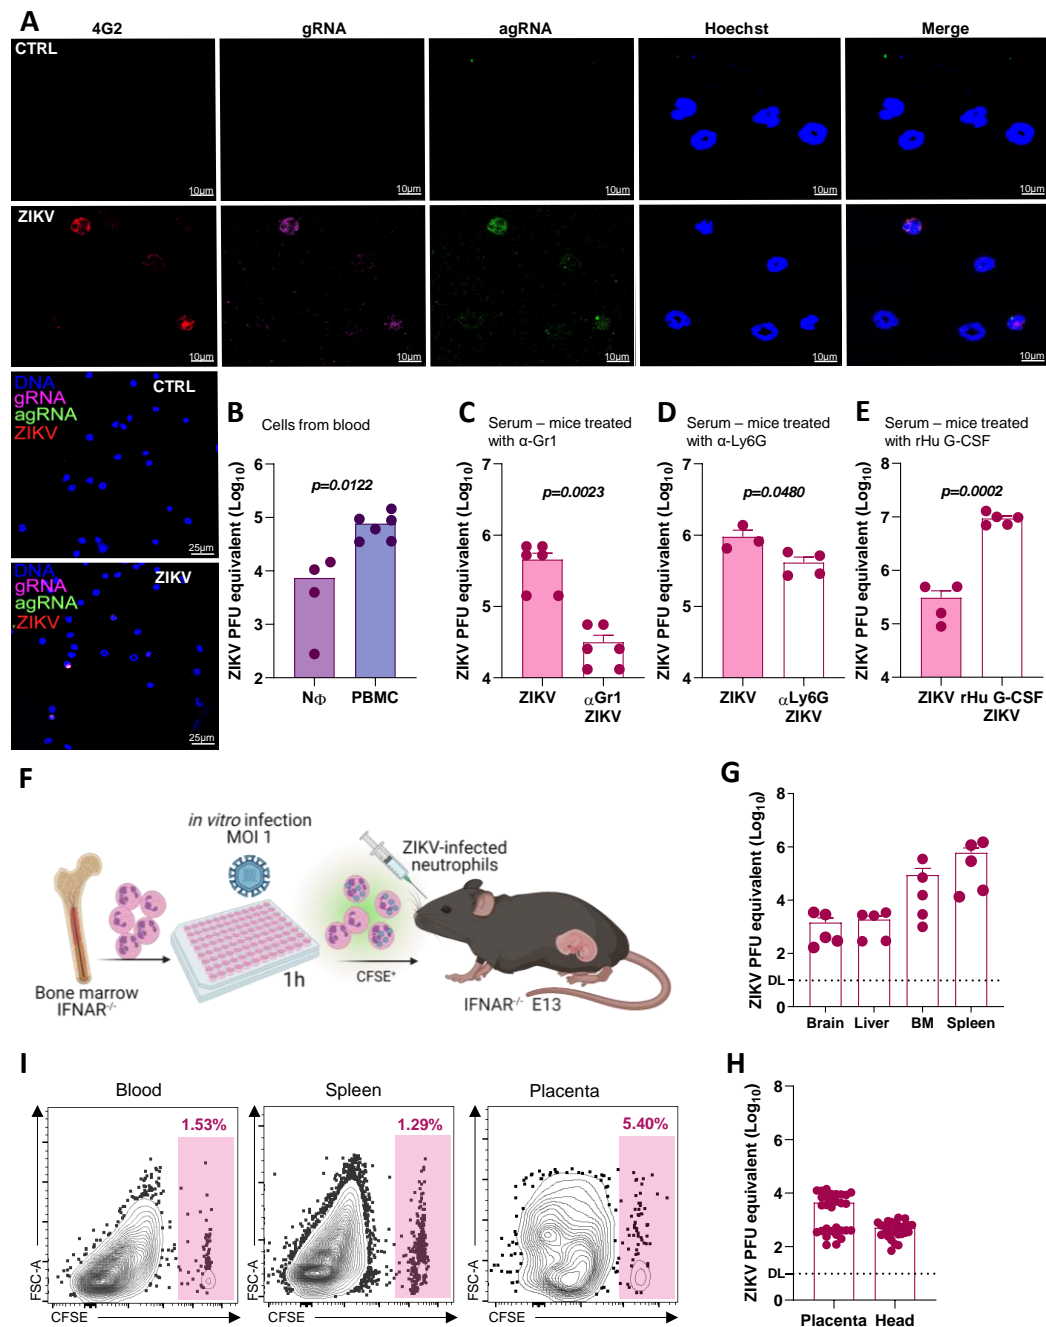 A
4G2 gRNA agRNA Hoechst Merge
CTRL
10µm 10µm 10µm 10µm 10µm
ZIKV
10µm 10µm 10µm 10µm 10µm
DNA
gRNA
agRNA
ZIKV
CTRL
25µm
DNA
gRNA
agRNA
ZIKV
ZIKV
25µm
B
Cells from blood
ZIKV PFU equivalent (Log10)
6
5
4
3
2
p=0.0122
NΦ PBMC
C
Serum – mice treated
with α-Gr1
ZIKV PFU equivalent (Log10)
7
6
5
4
p=0.0023
ZIKV αGr1
ZIKV
D
Serum – mice treated
with α-Ly6G
ZIKV PFU equivalent (Log10)
7
6
5
4
p=0.0480
ZIKV αLy6G
ZIKV
E
Serum – mice treated
with rHu G-CSF
ZIKV PFU equivalent (Log10)
8
7
6
5
4
p=0.0002
ZIKV rHu G-CSF
ZIKV
F
Bone marrow
IFNAR-/-
in vitro infection
MOI 1
1h
CFSE+
ZIKV-infected
neutrophils
IFNAR-/- E13
G
ZIKV PFU equivalent (Log10)
8
6
4
2
DL
0
Brain Liver BM Spleen
I
Blood
1.53%
FSC-A
CFSE
Spleen
1.29%
FSC-A
CFSE
Placenta
5.40%
FSC-A
CFSE
H
ZIKV PFU equivalent (Log10)
8
6
4
2
DL
0
Placenta Head